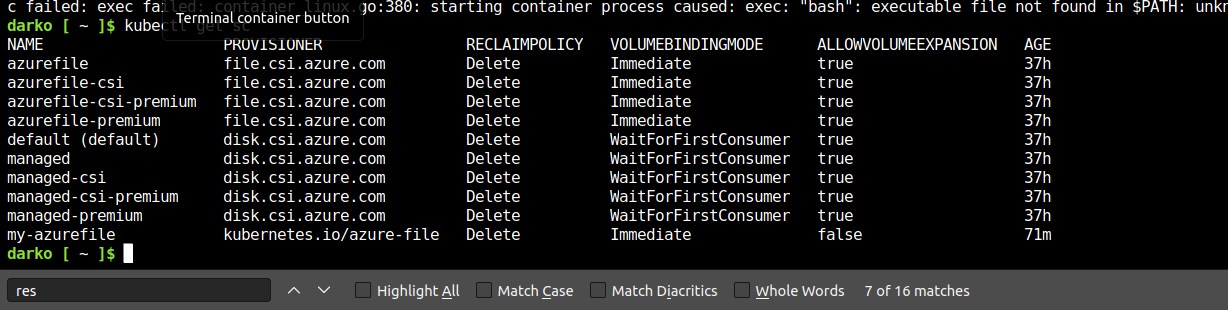 c failed: exec failed: container_linux.go:380: starting container process caused: exec: "bash": executable file not found in $PATH: unkn
Terminal container button
darko [ ~ ]$ kubectl get sc
NAME PROVISIONER RECLAIMPOLICY VOLUMEBINDINGMODE ALLOWVOLUMEEXPANSION AGE
azurefile file.csi.azure.com Delete Immediate true 37h
azurefile-csi file.csi.azure.com Delete Immediate true 37h
azurefile-csi-premium file.csi.azure.com Delete Immediate true 37h
azurefile-premium file.csi.azure.com Delete Immediate true 37h
default (default) disk.csi.azure.com Delete WaitForFirstConsumer true 37h
managed disk.csi.azure.com Delete WaitForFirstConsumer true 37h
managed-csi disk.csi.azure.com Delete WaitForFirstConsumer true 37h
managed-csi-premium disk.csi.azure.com Delete WaitForFirstConsumer true 37h
managed-premium disk.csi.azure.com Delete WaitForFirstConsumer true 37h
my-azurefile kubernetes.io/azure-file Delete Immediate false 71m
darko [ ~ ]$
res Highlight All Match Case Match Diacritics Whole Words 7 of 16 matches